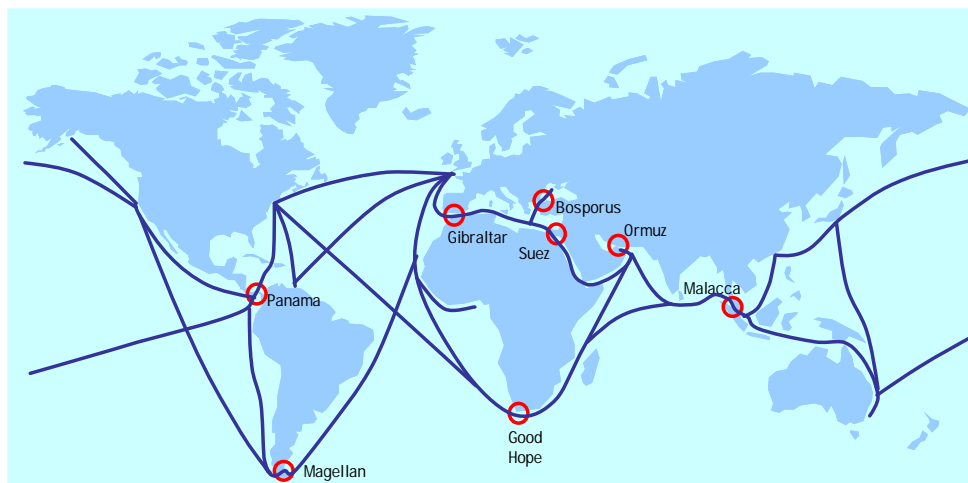 Bosporus
Gibraltar
Ormuz
Suez
Malacca
Panama
Good
Hope
Magellan